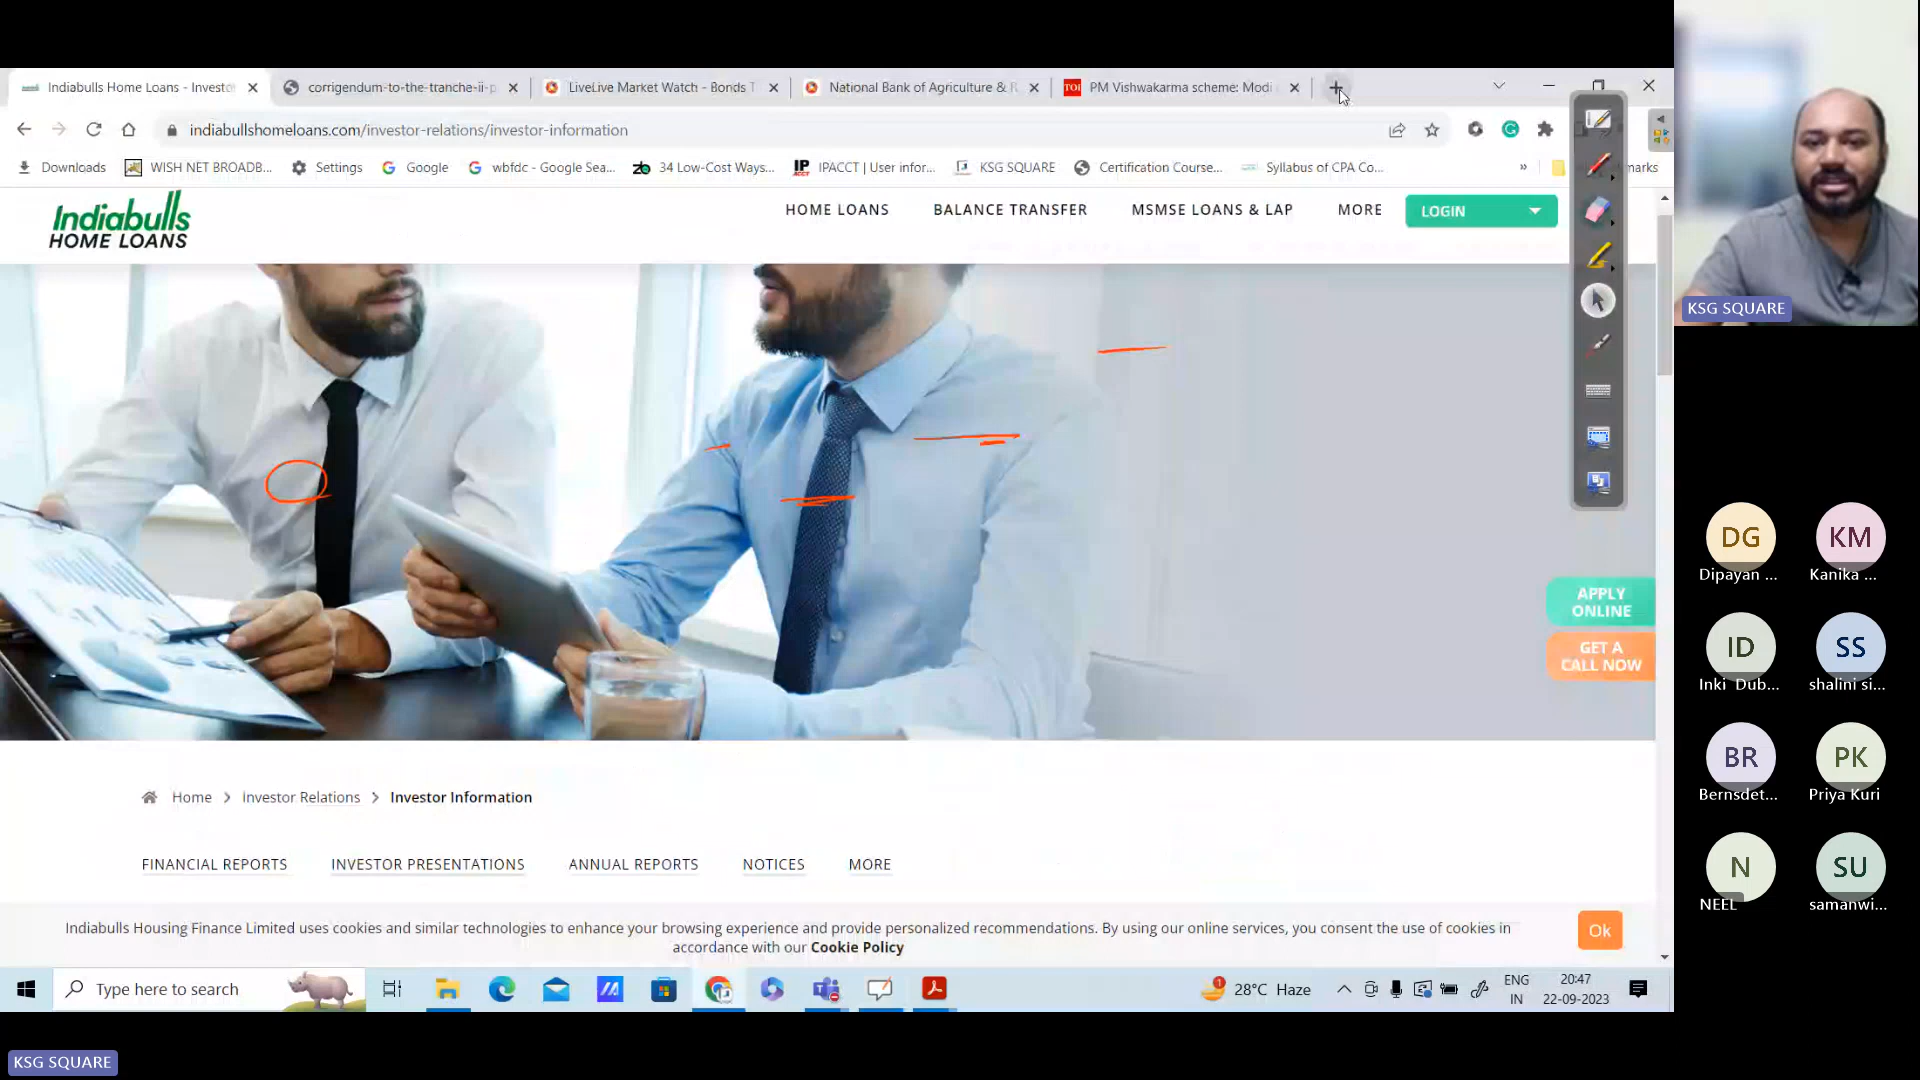 Indiabulls Home Loans - Investo
corrigendum-to-the-tranche-ii-p
LiveLive Market Watch - Bonds T
National Bank of Agriculture & R
TOI
PM Vishwakarma scheme: Modi
indiabullshomeloans.com/investor-relations/investor-information
Downloads
WISH NET BROADB...
Settings
Google
wbfdc - Google Sea...
34 Low-Cost Ways...
IPACCT | User infor...
KSG SQUARE
Certification Course...
Syllabus of CPA Co...
»
marks
Indiabulls
HOME LOANS
HOME LOANS
BALANCE TRANSFER
MSMSE LOANS & LAP
MORE
LOGIN
KSG SQUARE
APPLY
ONLINE
GET A
CALL NOW
DG
Dipayan ...
KM
Kanika ...
ID
Inki Dub...
SS
shalini si...
BR
Bernsdet...
PK
Priya Kuri
N
NEEL
SU
samanwi...
Home > Investor Relations > Investor Information
FINANCIAL REPORTS
INVESTOR PRESENTATIONS
ANNUAL REPORTS
NOTICES
MORE
Indiabulls Housing Finance Limited uses cookies and similar technologies to enhance your browsing experience and provide personalized recommendations. By using our online services, you consent the use of cookies in
accordance with our Cookie Policy
Ok
Type here to search
28°C Haze
ENG
IN
20:47
22-09-2023
KSG SQUARE